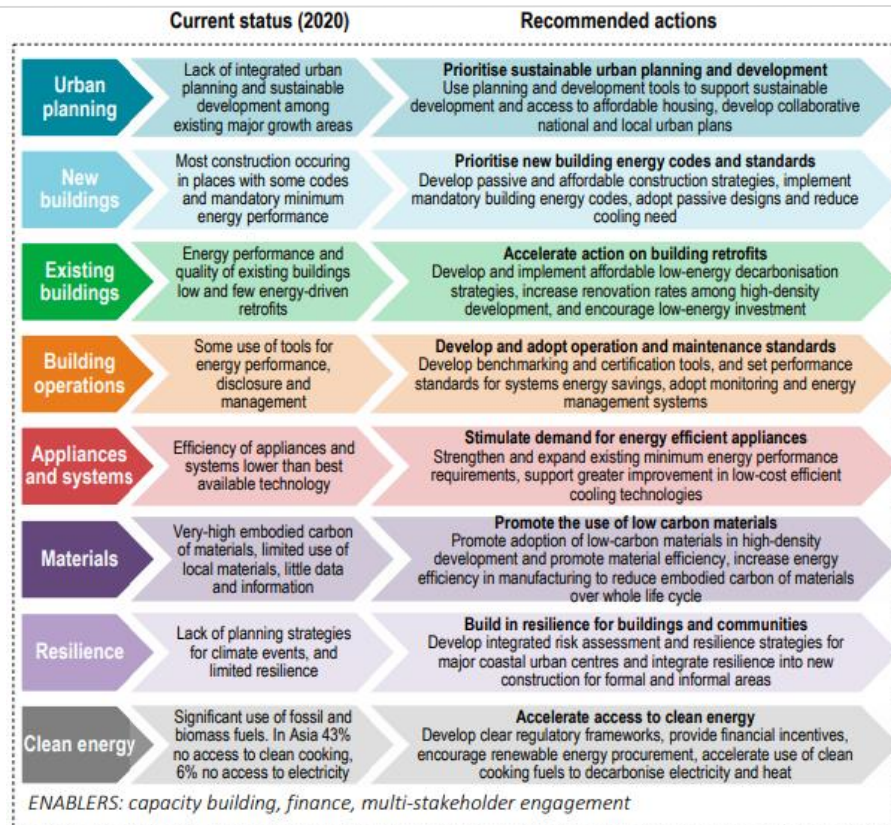 Current status (2020)
Recommended actions
Urban
planning
Lack of integrated urban
planning and sustainable
development among
existing major growth areas
Prioritise sustainable urban planning and development
Use planning and development tools to support sustainable
development and access to affordable housing, develop collaborative
national and local urban plans
New
buildings
Most construction occuring
in places with some codes
and mandatory minimum
energy performance
Prioritise new building energy codes and standards
Develop passive and affordable construction strategies, implement
mandatory building energy codes, adopt passive designs and reduce
cooling need
Existing
buildings
Energy performance and
quality of existing buildings
low and few energy-driven
retrofits
Accelerate action on building retrofits
Develop and implement affordable low-energy decarbonisation
strategies, increase renovation rates among high-density
development, and encourage low-energy investment
Building
operations
Some use of tools for
energy performance,
disclosure and
management
Develop and adopt operation and maintenance standards
Develop benchmarking and certification tools, and set performance
standards for systems energy savings, adopt monitoring and energy
management systems
Appliances
and systems
Efficiency of appliances and
systems lower than best
available technology
Stimulate demand for energy efficient appliances
Strengthen and expand existing minimum energy performance
requirements, support greater improvement in low-cost efficient
cooling technologies
Materials
Very-high embodied carbon
of materials, limited use of
local materials, little data
and information
Promote the use of low carbon materials
Promote adoption of low-carbon materials in high-density
development and promote material efficiency, increase energy
efficiency in manufacturing to reduce embodied carbon of materials
over whole life cycle
Resilience
Lack of planning strategies
for climate events, and
limited resilience
Build in resilience for buildings and communities
Develop integrated risk assessment and resilience strategies for
major coastal urban centres and integrate resilience into new
construction for formal and informal areas
Clean energy
Significant use of fossil and
biomass fuels. In Asia 43%
no access to clean cooking,
6% no access to electricity
Accelerate access to clean energy
Develop clear regulatory frameworks, provide financial incentives,
encourage renewable energy procurement, accelerate use of clean
cooking fuels to decarbonise electricity and heat
ENABLERS: capacity building, finance, multi-stakeholder engagement